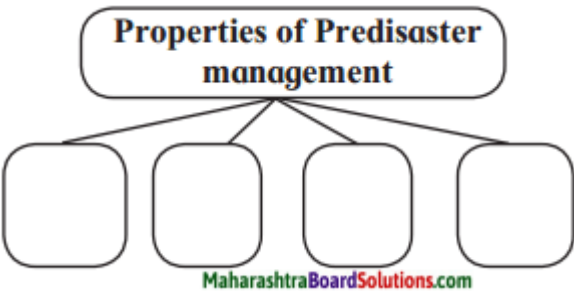 Properties of Predisaster
management
MaharashtraBoardSolutions.com